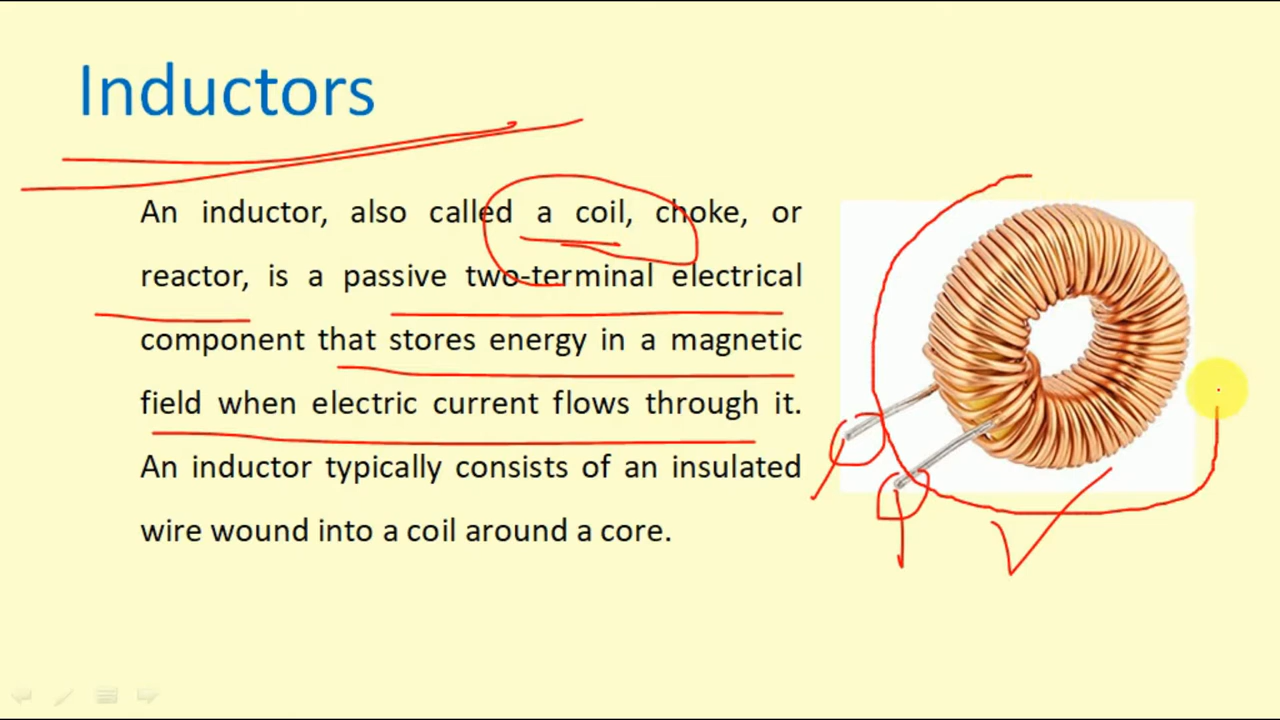 Inductors
An inductor, also called a coil, choke, or
reactor, is a passive two-terminal electrical
component that stores energy in a magnetic
field when electric current flows through it.
An inductor typically consists of an insulated
wire wound into a coil around a core.